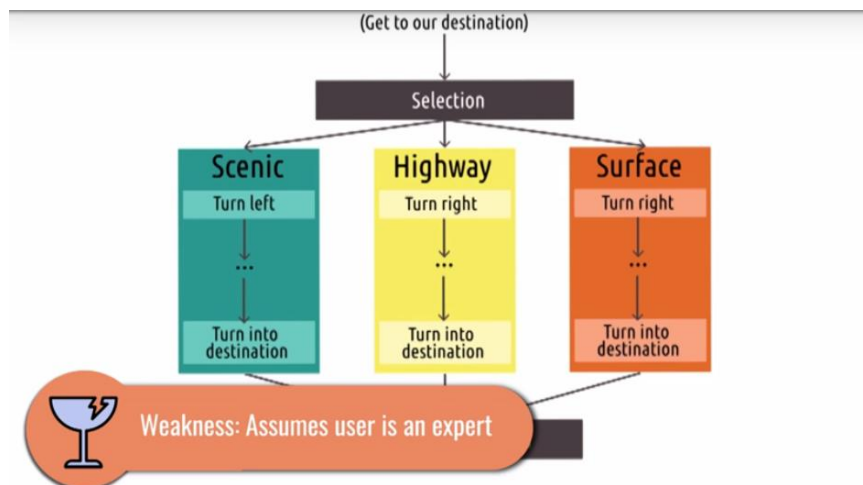 (Get to our destination)
Selection
Scenic
Turn left
...
Turn into
destination
Highway
Turn right
...
Turn into
destination
Surface
Turn right
...
Turn into
destination
Weakness: Assumes user is an expert